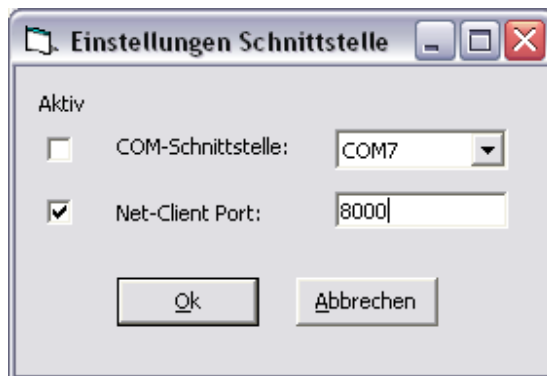 Einstellungen Schnittstelle
Aktiv
COM-Schnittstelle: COM7
Net-Client Port: 8000
Ok Abbrechen